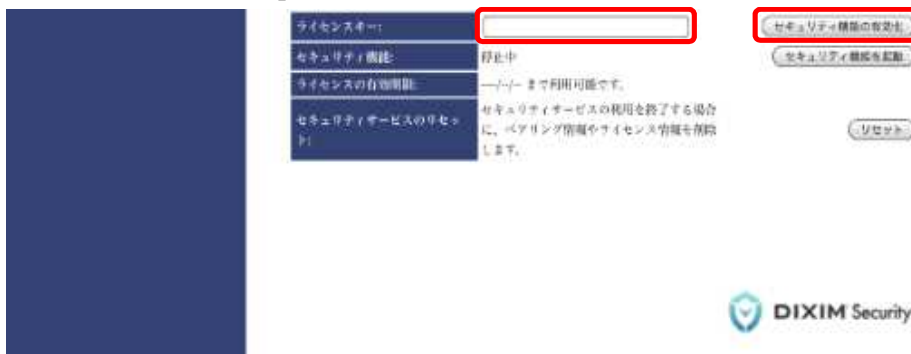 ライセンスキー:
セキュリティ機能の有効化
セキュリティ機能:
停止中
セキュリティ機能を起動
ライセンスの有効期限:
---/--/-- まで利用可能です。
セキュリティサービスのリセッ
ト:
セキュリティサービスの利用を終了する場合
に、ペアリング情報やライセンス情報を削除
します。
リセット
DIXIM Security